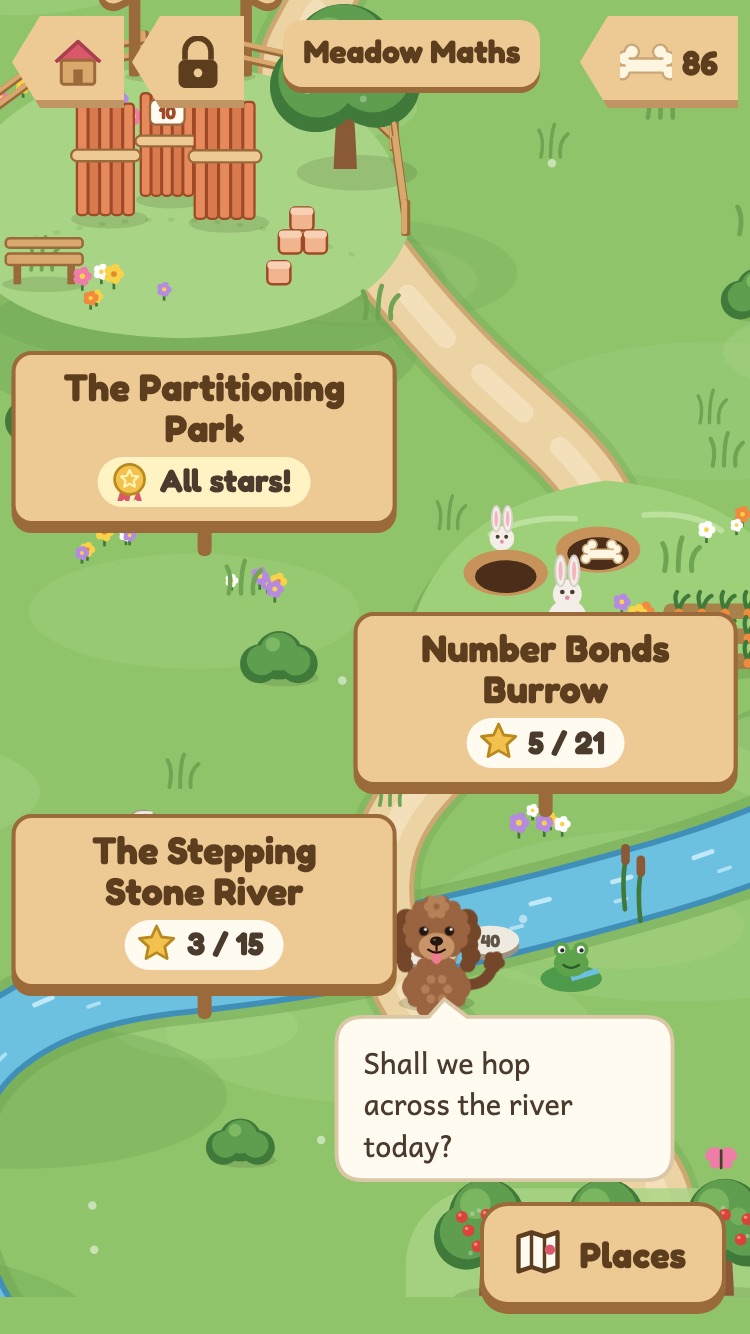 Meadow Maths
86
10
The Partitioning
Park
All stars!
Number Bonds
Burrow
5 / 21
The Stepping
Stone River
3 / 15
40
Shall we hop
across the river
today?
Places